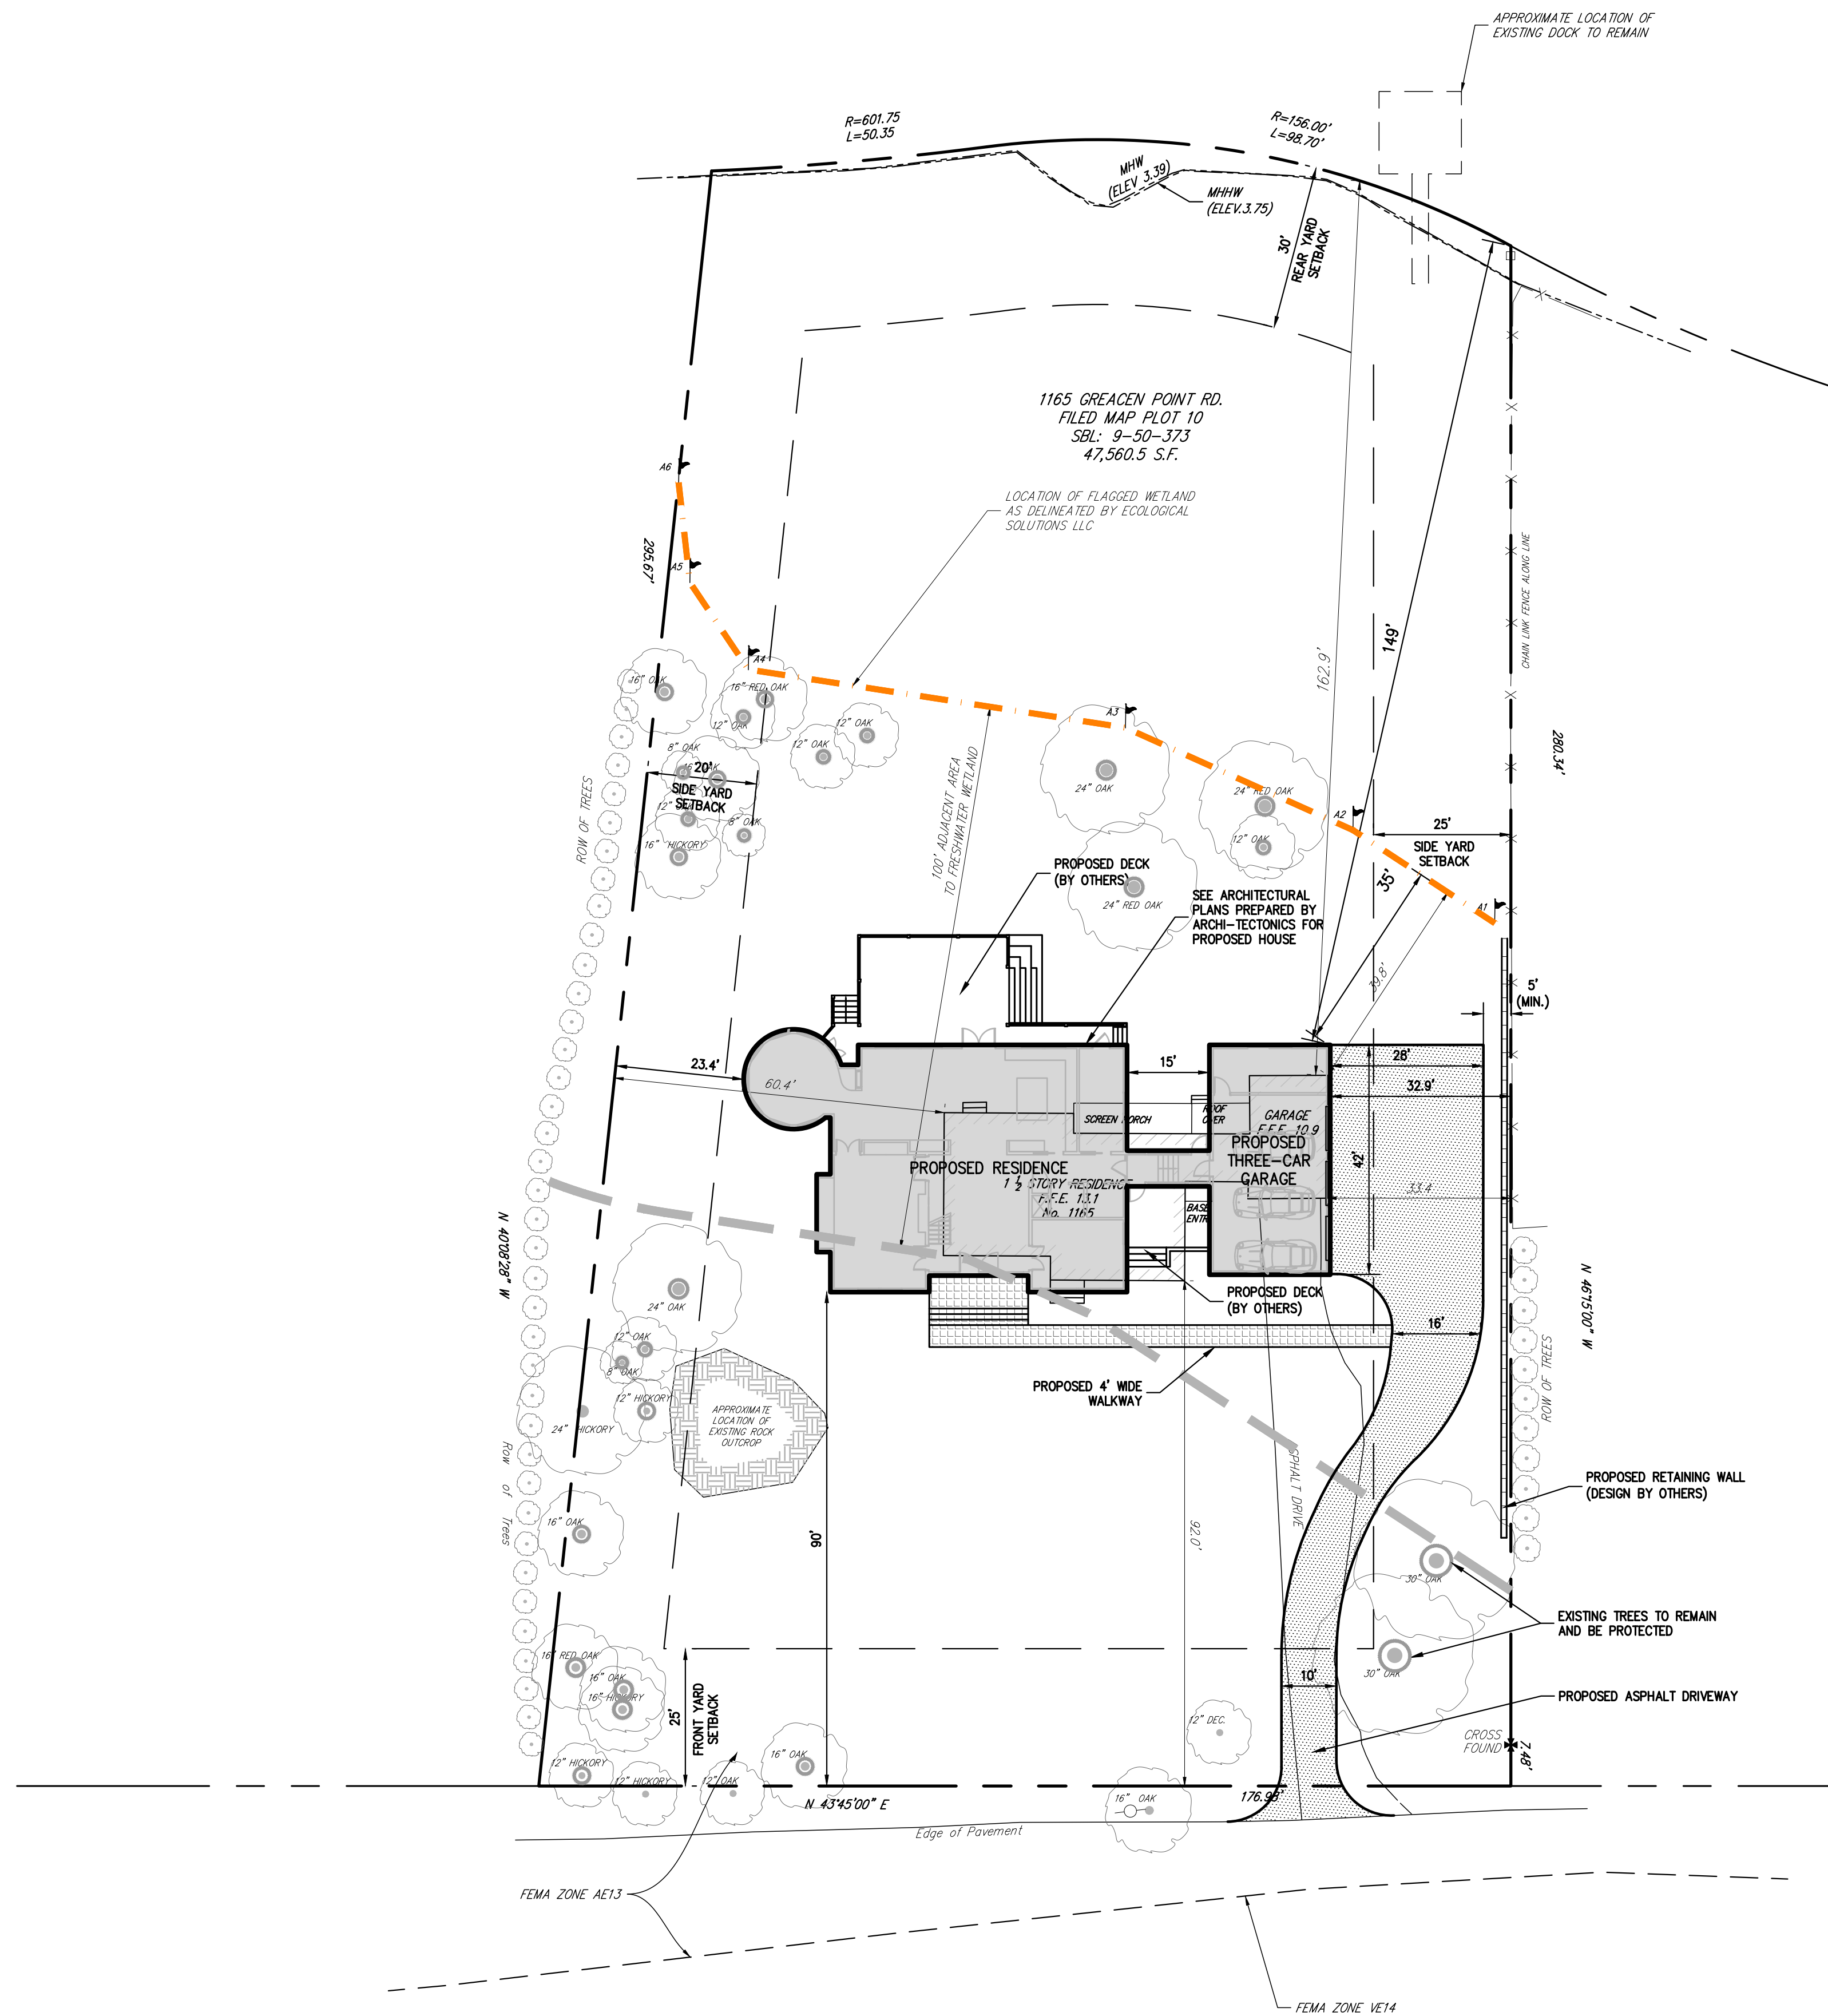 APPROXIMATE LOCATION OF
EXISTING DOCK TO REMAIN
R=601.75
L=50.35
R=156.00'
L=98.70'
MHW
(ELEV 3.39)
MHHW
(ELEV.3.75)
30'
REAR YARD
SETBACK
1165 GREACEN POINT RD.
FILED MAP PLOT 10
SBL: 9-50-373
47,560.5 S.F.
A6
LOCATION OF FLAGGED WETLAND
AS DELINEATED BY ECOLOGICAL
SOLUTIONS LLC
295.67'
A5
CHAIN LINK FENCE ALONG LINE
149'
162.9'
A4
16" OAK
16" RED OAK
12" OAK
12" OAK
12" OAK
A3
280.34'
8" OAK
OAK
20'
SIDE YARD
SETBACK
12" OAK
8" OAK
16" HICKORY
ROW OF TREES
100' ADJACENT AREA
TO FRESHWATER WETLAND
24" OAK
24" RED OAK
12" OAK
A2
25'
SIDE YARD
SETBACK
35'
PROPOSED DECK
(BY OTHERS)
24" RED OAK
SEE ARCHITECTURAL
PLANS PREPARED BY
ARCHI-TECTONICS FOR
PROPOSED HOUSE
A1
39.8'
5'
(MIN.)
23.4'
60.4'
15'
28'
32.9'
SCREEN PORCH
ROOF
OVER
GARAGE
F.F.E. 10.9
PROPOSED
THREE-CAR
GARAGE
42'
33.4
PROPOSED RESIDENCE
1 1/2 STORY RESIDENCE
F.F.E. 13.1
No. 1165
BASE
ENTR
N 40°08'28" W
N 46°15'00" W
24" OAK
PROPOSED DECK
(BY OTHERS)
16'
12" OAK
8" OAK
12" HICKORY
24" HICKORY
APPROXIMATE
LOCATION OF
EXISTING ROCK
OUTCROP
PROPOSED 4' WIDE
WALKWAY
ROW OF TREES
Row of Trees
SPHALT DRIVE
PROPOSED RETAINING WALL
(DESIGN BY OTHERS)
16" OAK
90'
92.0'
30" OAK
EXISTING TREES TO REMAIN
AND BE PROTECTED
16" RED OAK
16" OAK
16" HICKORY
25'
FRONT YARD
SETBACK
30" OAK
10'
PROPOSED ASPHALT DRIVEWAY
12" DEC.
CROSS
FOUND
7.48'
12" HICKORY
12" HICKORY
12" OAK
16" OAK
N 43°45'00" E
16" OAK
176.93'
Edge of Pavement
FEMA ZONE AE13
FEMA ZONE VE14